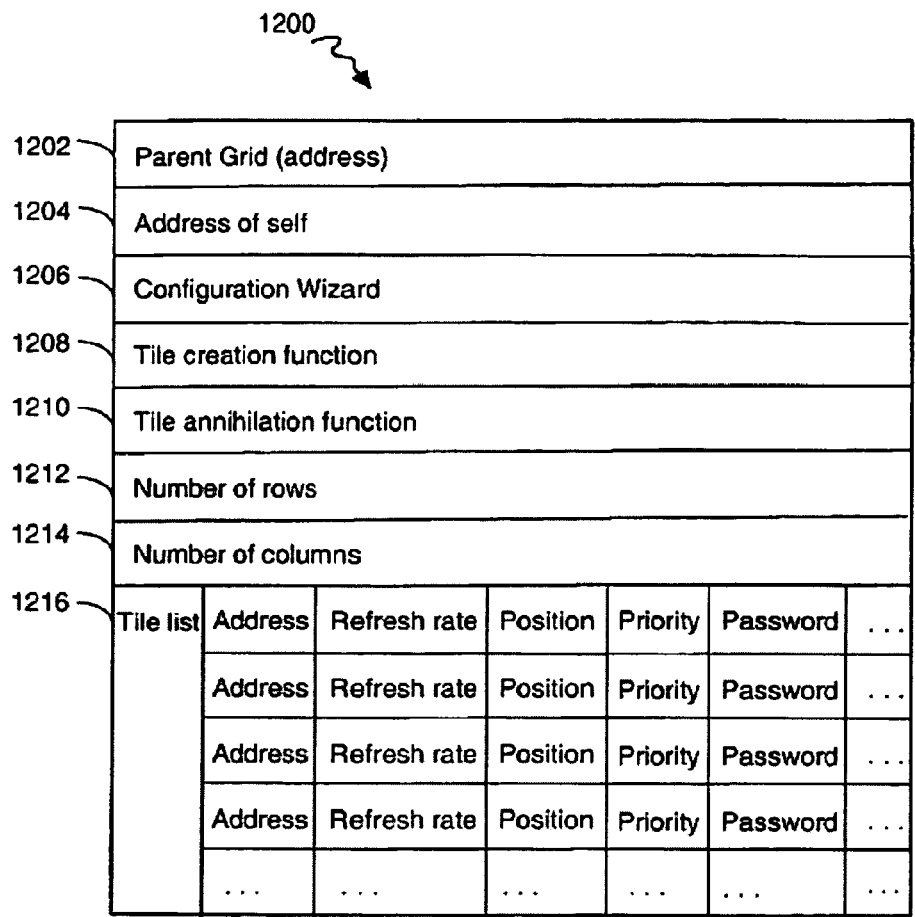 1200
1202 Parent Grid (address)
1204 Address of self
1206 Configuration Wizard
1208 Tile creation function
1210 Tile annihilation function
1212 Number of rows
1214 Number of columns
1216 Tile list Address Refresh rate Position Priority Password ...
Address Refresh rate Position Priority Password ...
Address Refresh rate Position Priority Password ...
Address Refresh rate Position Priority Password ...
... ... ... ... ... ...